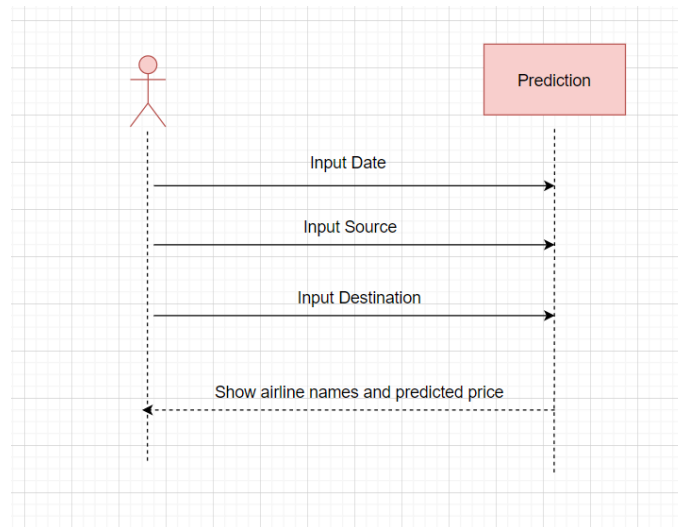 Prediction
Input Date
Input Source
Input Destination
Show airline names and predicted price